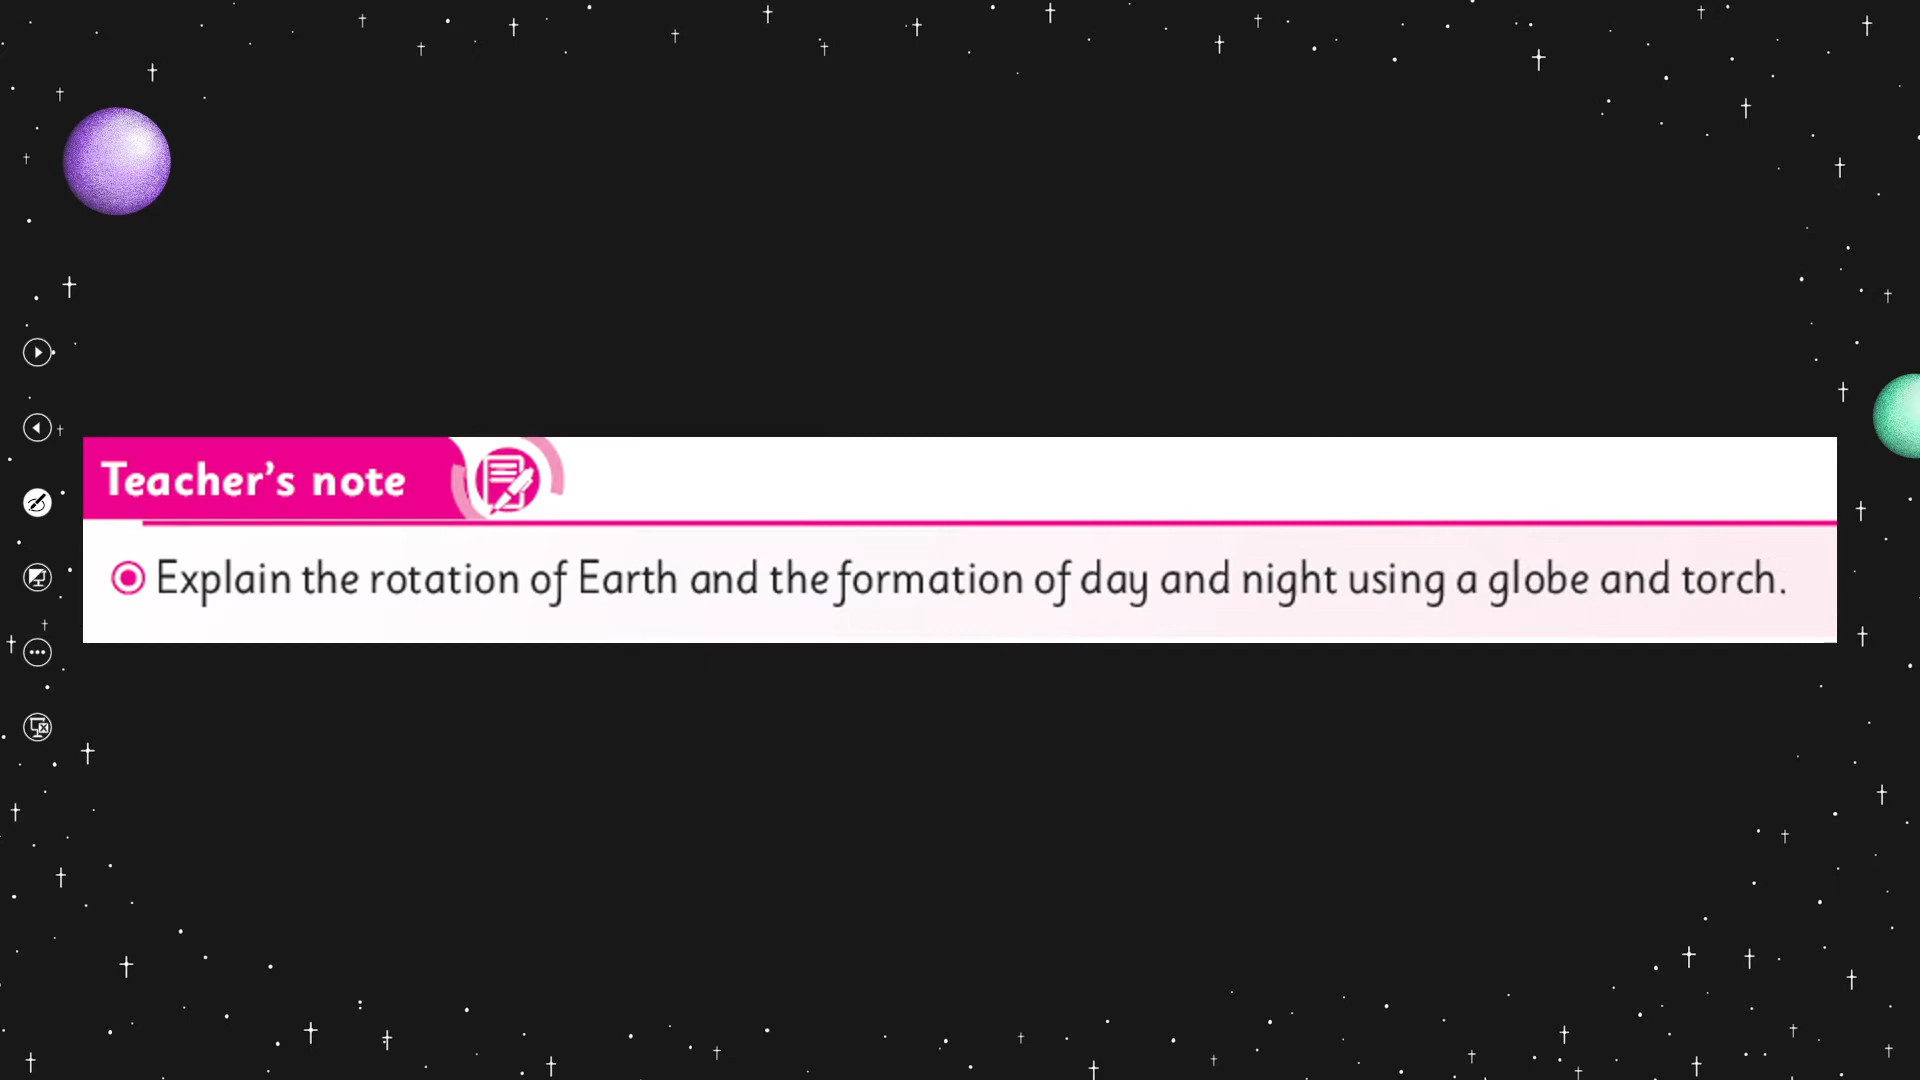 Teacher's note
Explain the rotation of Earth and the formation of day and night using a globe and torch.